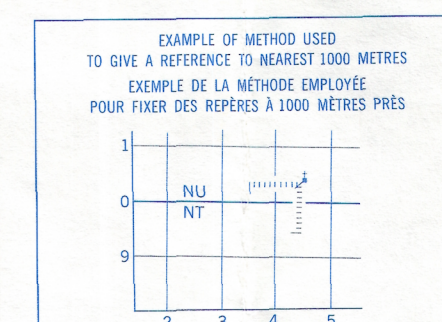 EXAMPLE OF METHOD USED
TO GIVE A REFERENCE TO NEAREST 1000 METRES
EXEMPLE DE LA MÉTHODE EMPLOYÉE
POUR FIXER DES REPÈRES À 1000 MÈTRES PRÈS
1
NU
0
NT
9
2 3 4 5